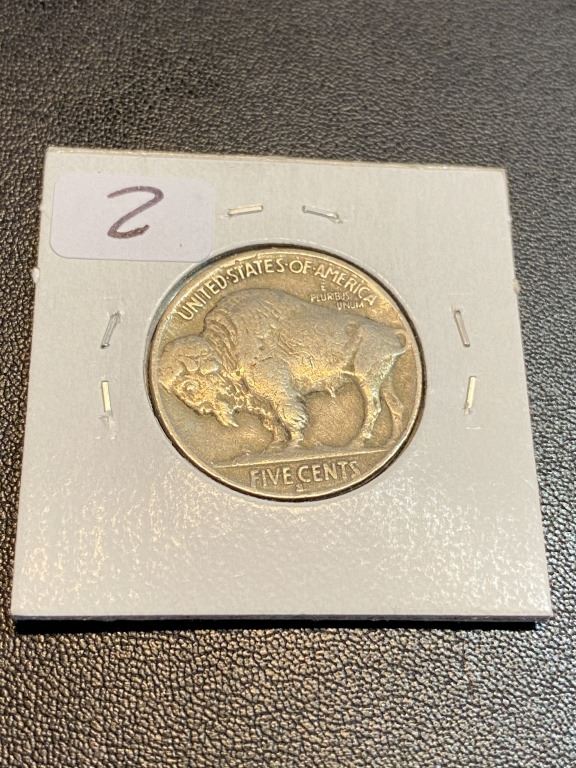 2
UNITED·STATES·OF·AMERICA
E
PLURIBUS
UNUM
FIVE CENTS